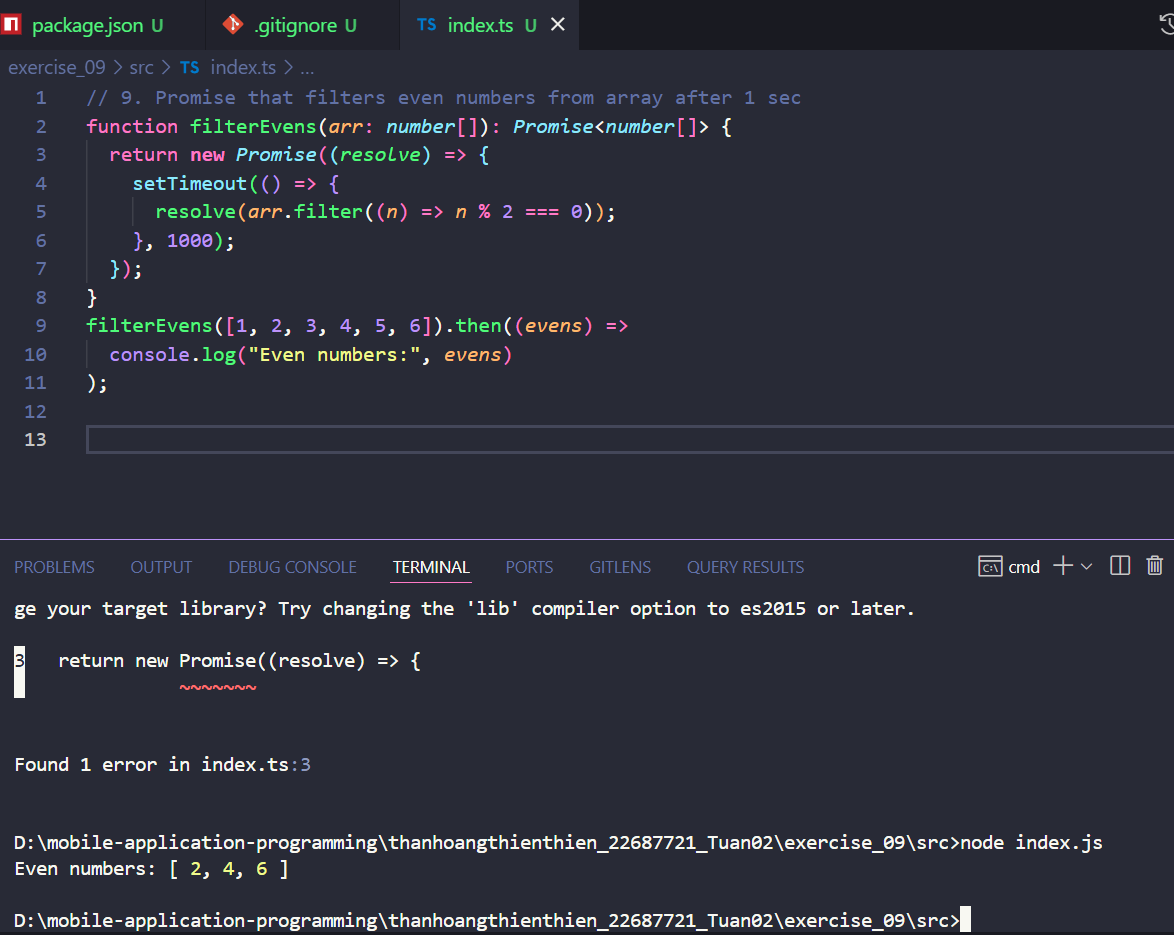 package.json U
.gitignore U
TS index.ts U
exercise_09 > src > TS index.ts > ...
1 // 9. Promise that filters even numbers from array after 1 sec
2 function filterEvens(arr: number[]): Promise<number[]> {
3 return new Promise((resolve) => {
4 setTimeout(() => {
5 resolve(arr.filter((n) => n % 2 === 0));
6 }, 1000);
7 });
8 }
9 filterEvens([1, 2, 3, 4, 5, 6]).then((evens) =>
10 console.log("Even numbers:", evens)
11 );
12
13
PROBLEMS OUTPUT DEBUG CONSOLE TERMINAL PORTS GITLENS QUERY RESULTS cmd
ge your target library? Try changing the 'lib' compiler option to es2015 or later.
3 return new Promise((resolve) => {
~~~~~~~
Found 1 error in index.ts:3
D:\mobile-application-programming\thanhoangthienthien_22687721_Tuan02\exercise_09\src>node index.js
Even numbers: [ 2, 4, 6 ]
D:\mobile-application-programming\thanhoangthienthien_22687721_Tuan02\exercise_09\src>